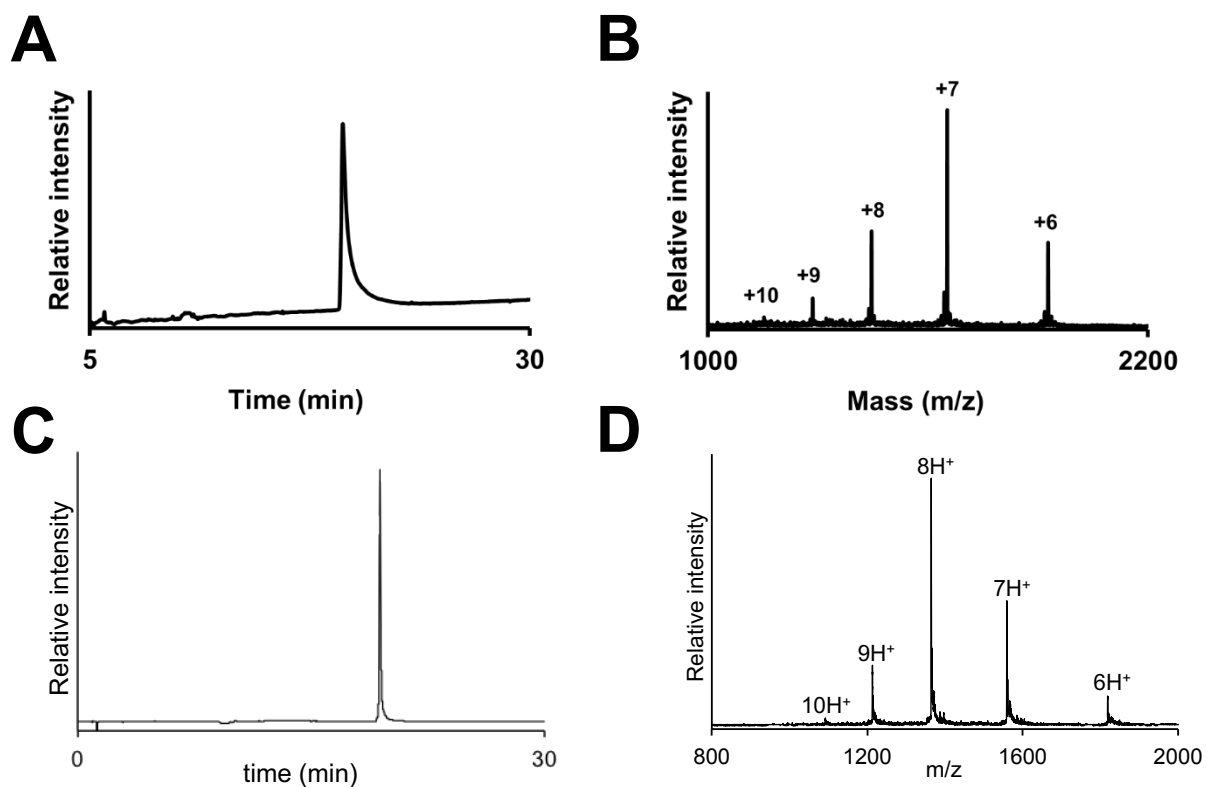 A
Relative intensity
5
30
Time (min)
B
Relative intensity
+10
+9
+8
+7
+6
1000
2200
Mass (m/z)
C
Relative intensity
0
30
time (min)
D
Relative intensity
10H⁺
9H⁺
8H⁺
7H⁺
6H⁺
800
1200
1600
2000
m/z